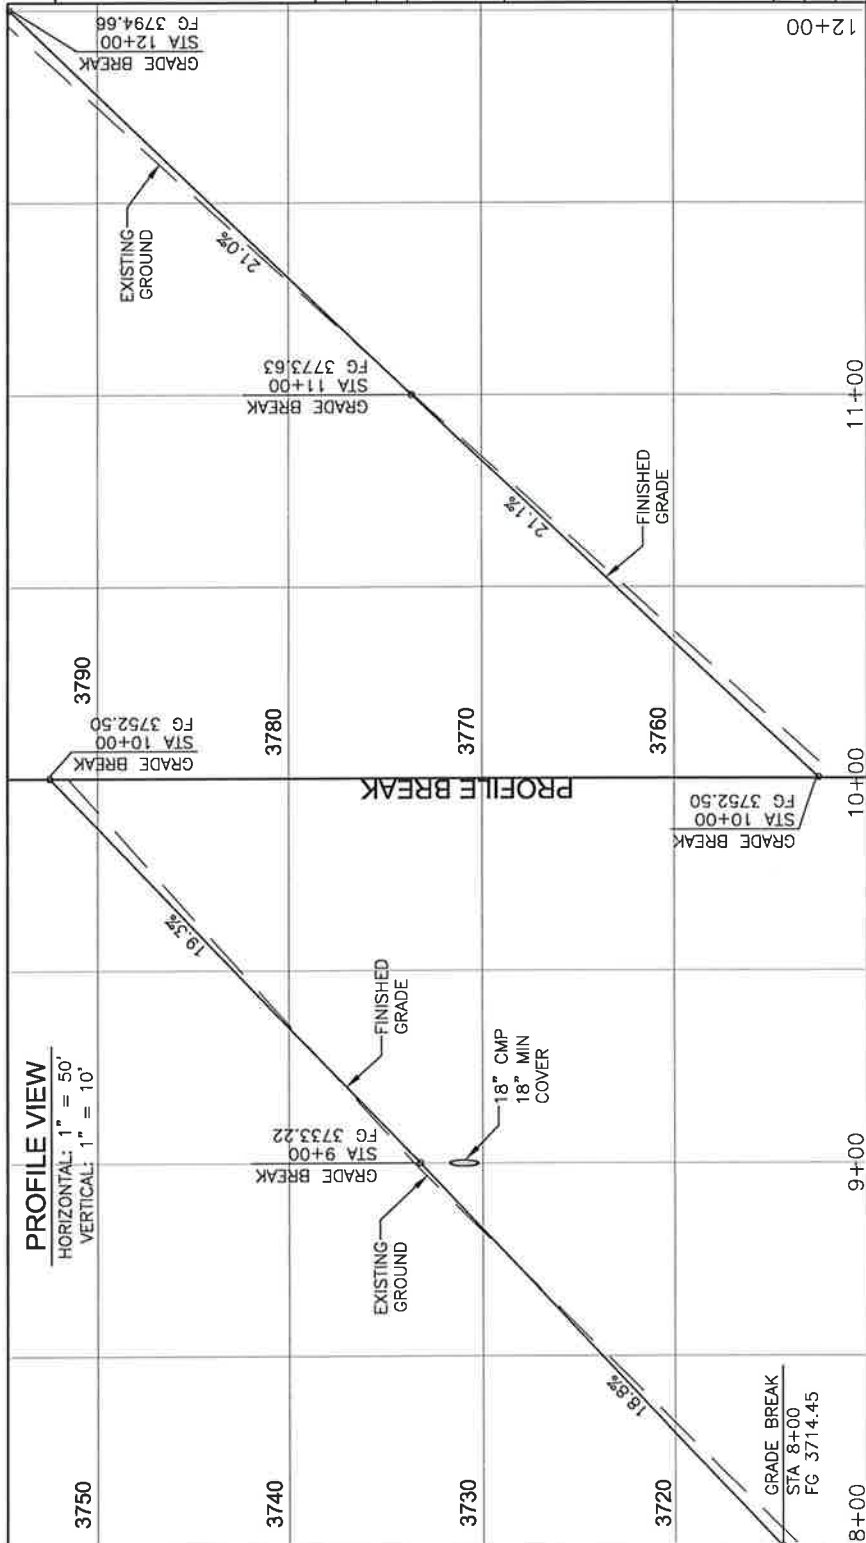 PROFILE VIEW
HORIZONTAL: 1" = 50'
VERTICAL: 1" = 10'
3750
3740
3730
3720
GRADE BREAK
STA 8+00
FG 3714.45
18.8%
EXISTING
GROUND
GRADE BREAK
STA 9+00
FG 3733.22
18" CMP
18" MIN
COVER
FINISHED
GRADE
19.3%
GRADE BREAK
STA 10+00
FG 3752.50
PROFILE BREAK
3790
3780
3770
3760
GRADE BREAK
STA 10+00
FG 3752.50
21.1%
FINISHED
GRADE
GRADE BREAK
STA 11+00
FG 3773.63
21.0%
EXISTING
GROUND
GRADE BREAK
STA 12+00
FG 3794.66
8+00
9+00
10+00
11+00
12+00